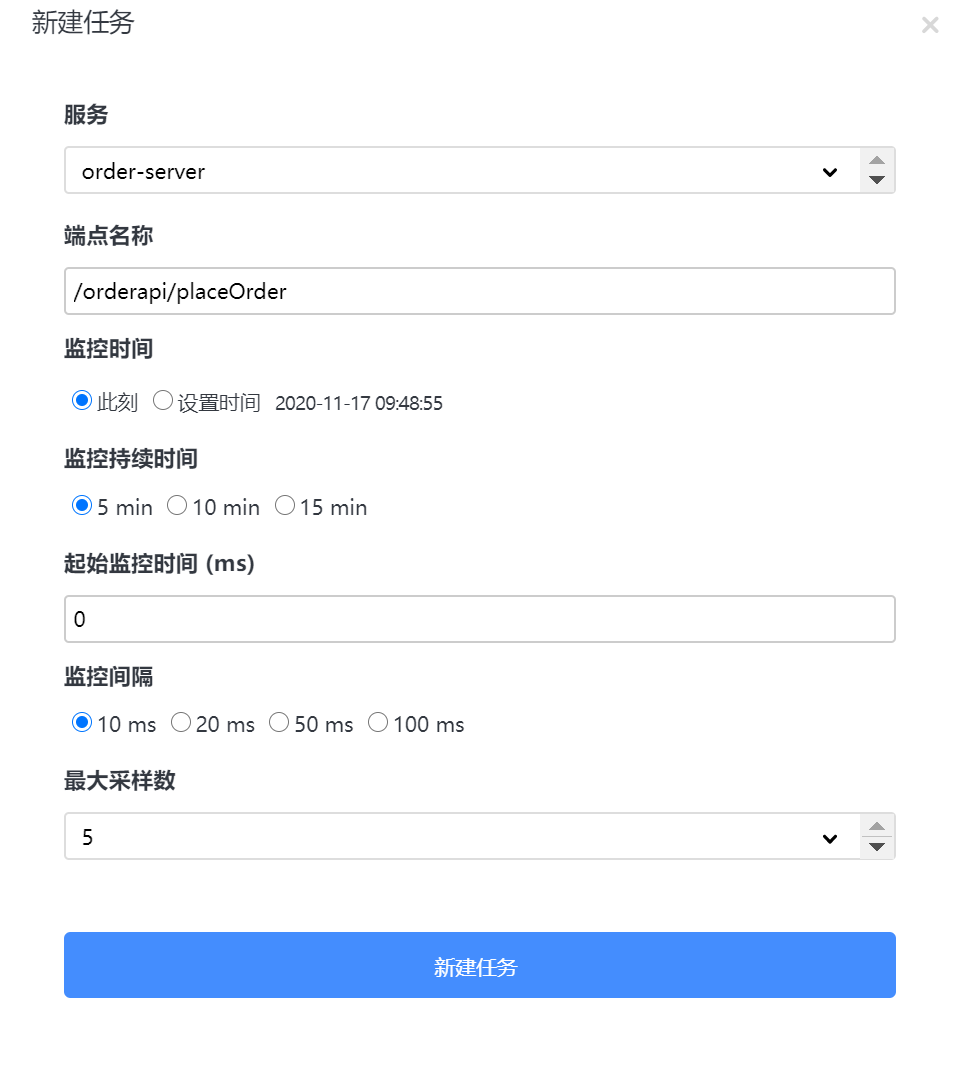 新建任务
服务
order-server
端点名称
/orderapi/placeOrder
监控时间
此刻 设置时间 2020-11-17 09:48:55
监控持续时间
5 min 10 min 15 min
起始监控时间 (ms)
0
监控间隔
10 ms 20 ms 50 ms 100 ms
最大采样数
5
新建任务